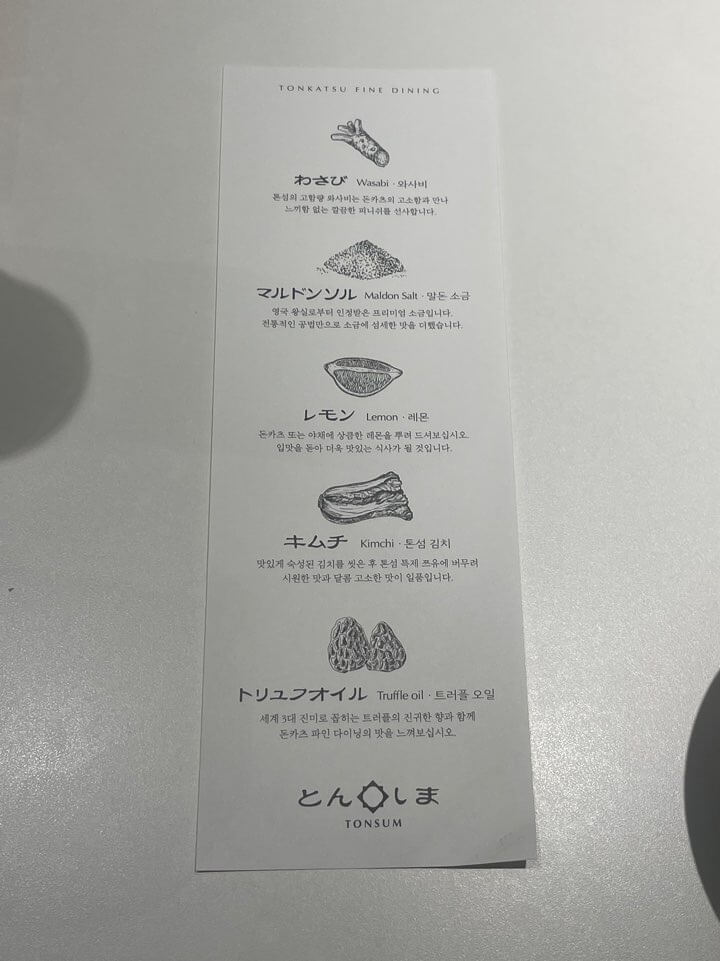 TONKATSU FINE DINING
わさび Wasabi · 와사비
톤섬의 고함량 와사비는 돈카츠의 고소함과 만나
느끼함 없는 깔끔한 피니쉬를 선사합니다.
マルドンソル Maldon Salt · 말돈 소금
영국 왕실로부터 인정받은 프리미엄 소금입니다.
전통적인 공법만으로 소금에 섬세한 맛을 더했습니다.
レモン Lemon · 레몬
돈카츠 또는 야채에 상큼한 레몬을 뿌려 드셔보십시오.
입맛을 돋아 더욱 맛있는 식사가 될 것입니다.
キムチ Kimchi · 톤섬 김치
맛있게 숙성된 김치를 씻은 후 톤섬 특제 쯔유에 버무려
시원한 맛과 달콤 고소한 맛이 일품입니다.
トリュフオイル Truffle oil · 트러플 오일
세계 3대 진미로 꼽히는 트러플의 진귀한 향과 함께
돈카츠 파인 다이닝의 맛을 느껴보십시오.
とんしま
TONSUM